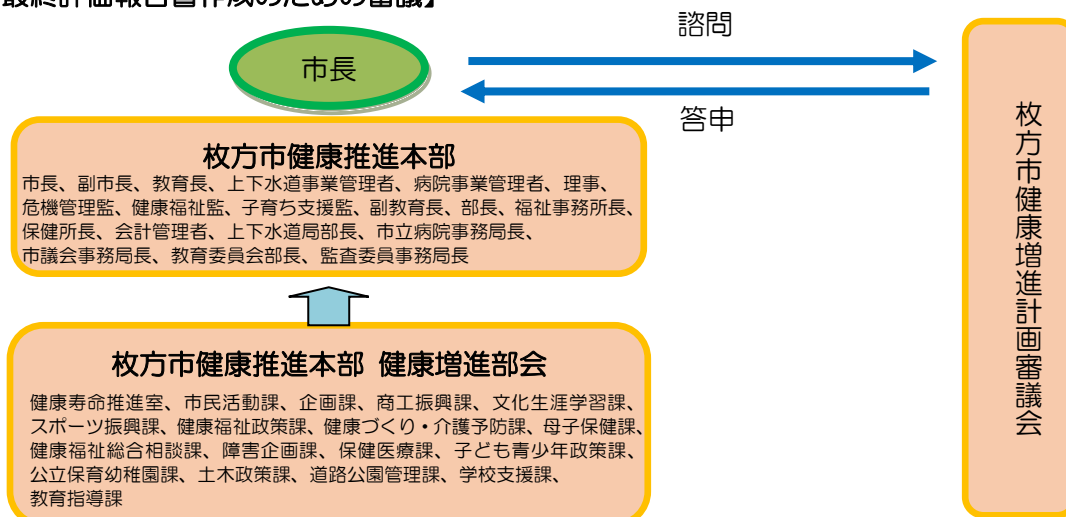 最終評価報告書作成のための審議】
諮問
市長
答申
枚方市健康推進本部
市長、副市長、教育長、上下水道事業管理者、病院事業管理者、理事、
危機管理監、健康福祉監、子育ち支援監、副教育長、部長、福祉事務所長、
保健所長、会計管理者、上下水道局部長、市立病院事務局長、
市議会事務局長、教育委員会部長、監査委員事務局長
枚方市健康推進本部 健康増進部会
健康寿命推進室、市民活動課、企画課、商工振興課、文化生涯学習課、
スポーツ振興課、健康福祉政策課、健康づくり・介護予防課、母子保健課、
健康福祉総合相談課、障害企画課、保健医療課、子ども青少年政策課、
公立保育幼稚園課、土木政策課、道路公園管理課、学校支援課、
教育指導課
枚方市健康増進計画審議会